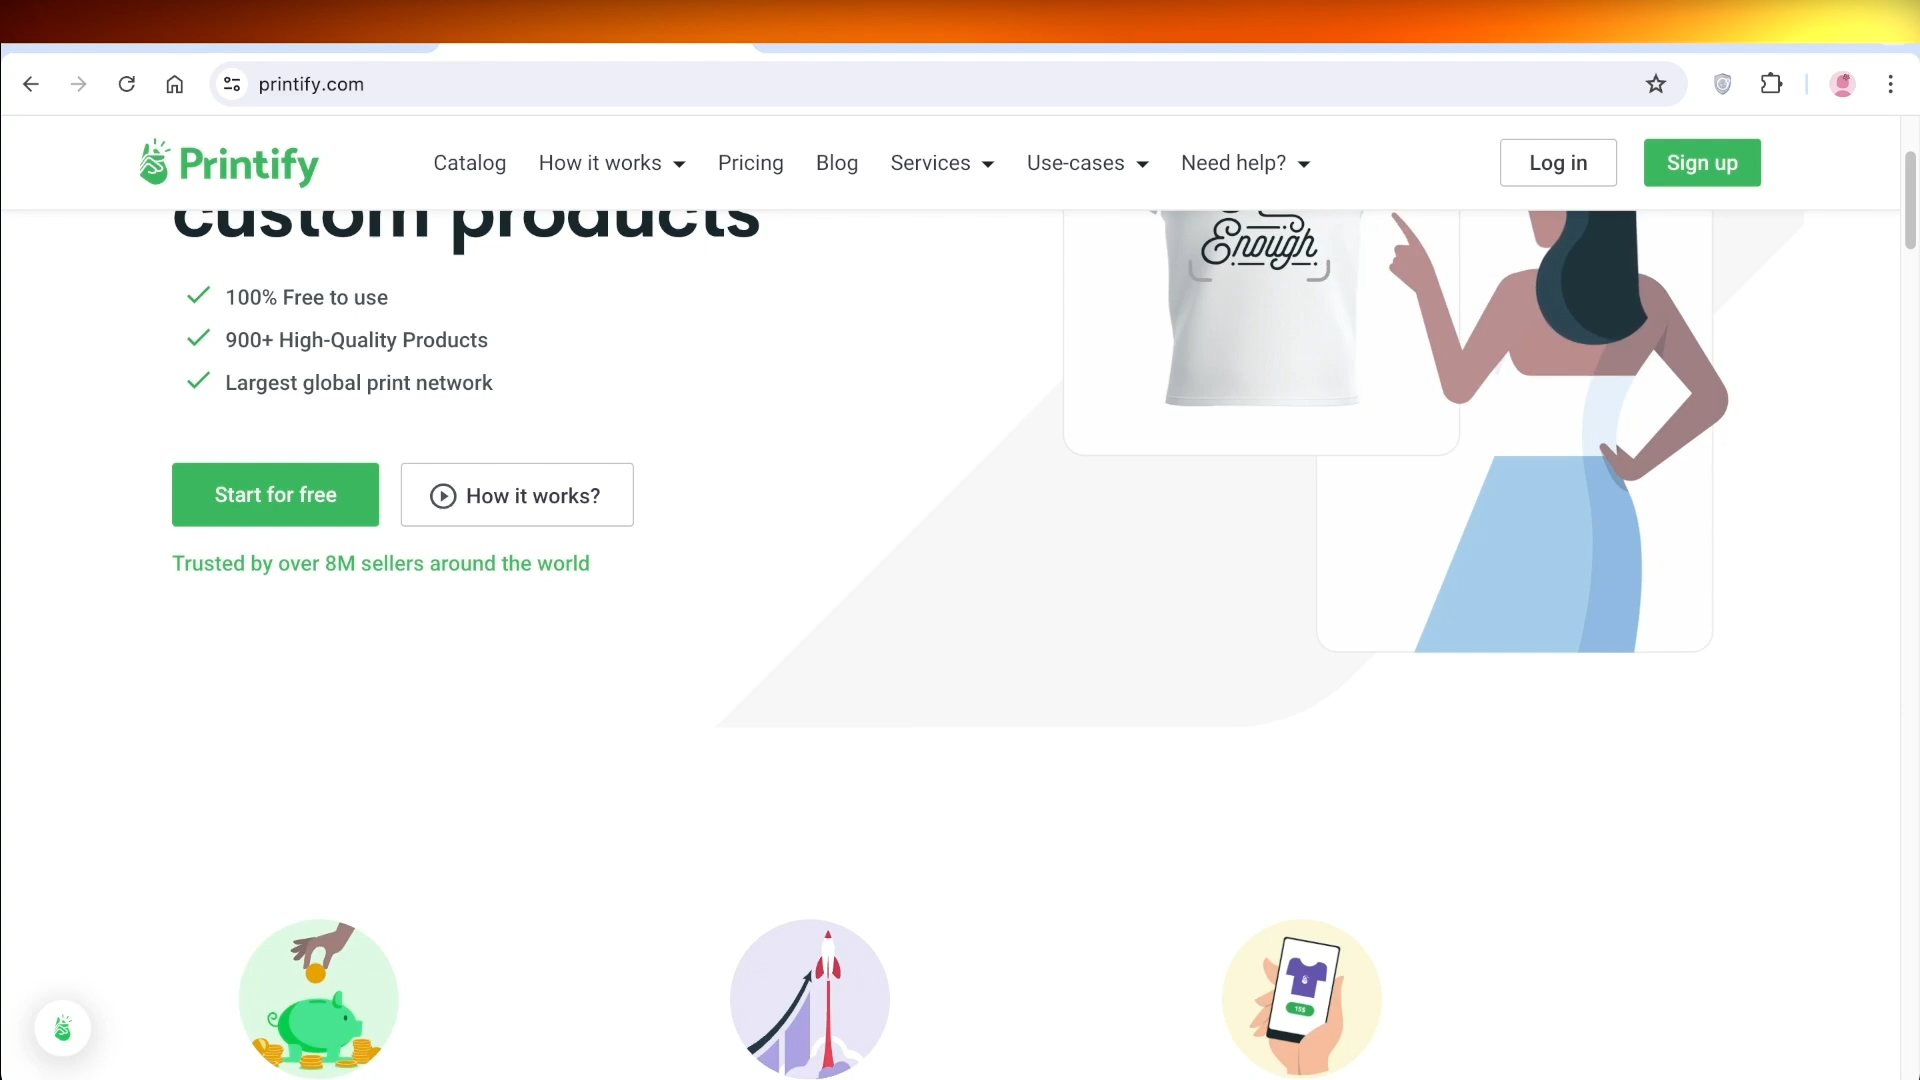 printify.com
Printify
Catalog
How it works
Pricing
Blog
Services
Use-cases
Need help?
Log in
Sign up
custom products
Enough
100% Free to use
900+ High-Quality Products
Largest global print network
Start for free
How it works?
Trusted by over 8M sellers around the world
15$